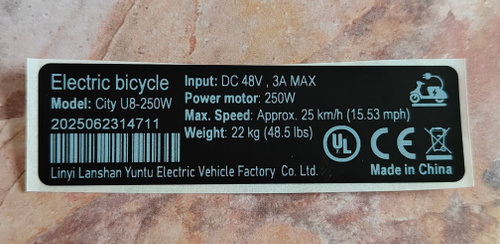 Electric bicycle
Model: City U8-250W
2025062314711
Input: DC 48V , 3A MAX
Power motor: 250W
Max. Speed: Approx. 25 km/h (15.53 mph)
Weight: 22 kg (48.5 lbs)
UL CE
Linyi Lanshan Yuntu Electric Vehicle Factory Co. Ltd.
Made in China